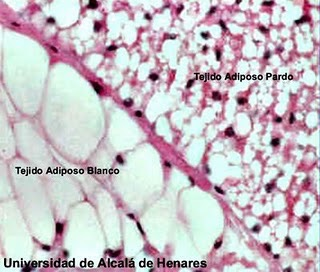 Tejido Adiposo Pardo
Tejido Adiposo Blanco
Universidad de Alcalá de Henares